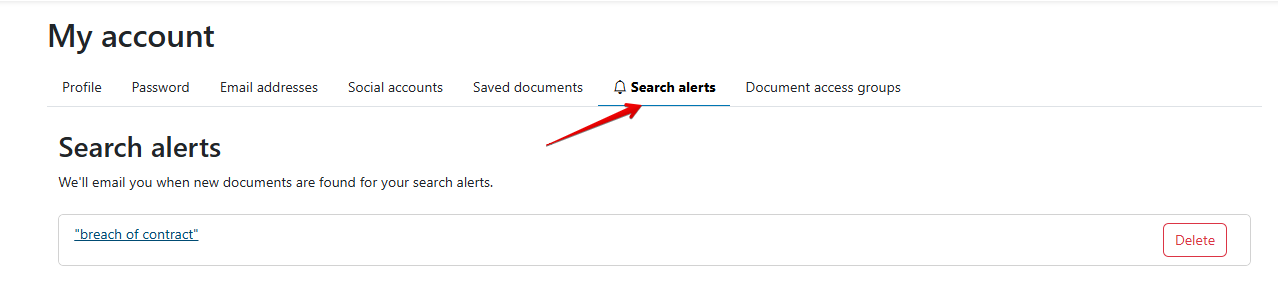 My account
Profile Password Email addresses Social accounts Saved documents Search alerts Document access groups
Search alerts
We'll email you when new documents are found for your search alerts.
"breach of contract" Delete